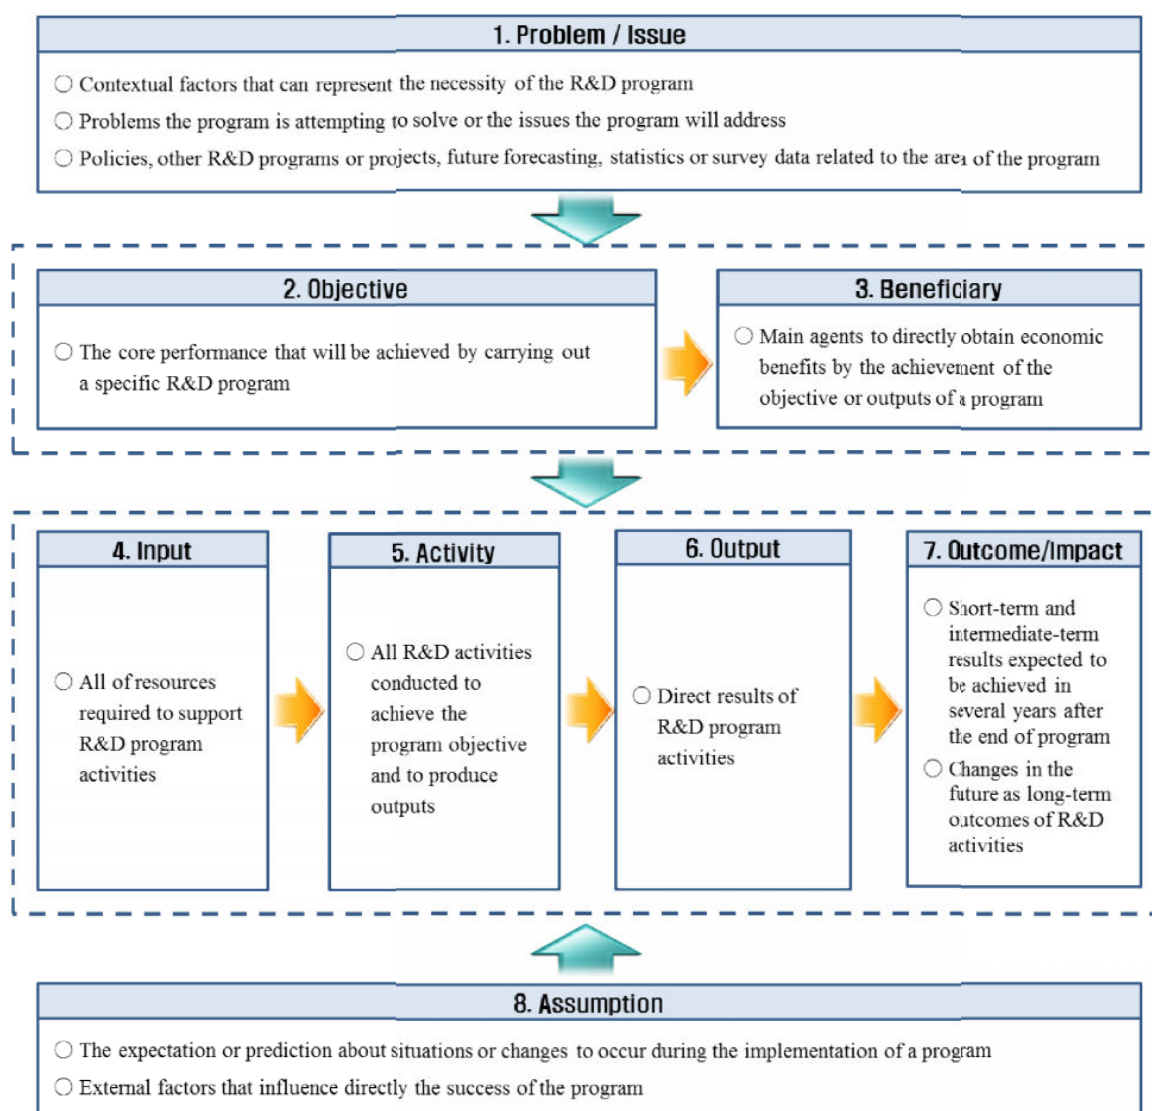 1. Problem / Issue
○ Contextual factors that can represent the necessity of the R&D program
○ Problems the program is attempting to solve or the issues the program will address
○ Policies, other R&D programs or projects, future forecasting, statistics or survey data related to the area of the program
2. Objective
○ The core performance that will be achieved by carrying out
a specific R&D program
3. Beneficiary
○ Main agents to directly obtain economic
benefits by the achievement of the
objective or outputs of a program
4. Input
○ All of resources
required to support
R&D program
activities
5. Activity
○ All R&D activities
conducted to
achieve the
program objective
and to produce
outputs
6. Output
○ Direct results of
R&D program
activities
7. Outcome/Impact
○ Short-term and
intermediate-term
results expected to
be achieved in
several years after
the end of program
○ Changes in the
future as long-term
outcomes of R&D
activities
8. Assumption
○ The expectation or prediction about situations or changes to occur during the implementation of a program
○ External factors that influence directly the success of the program